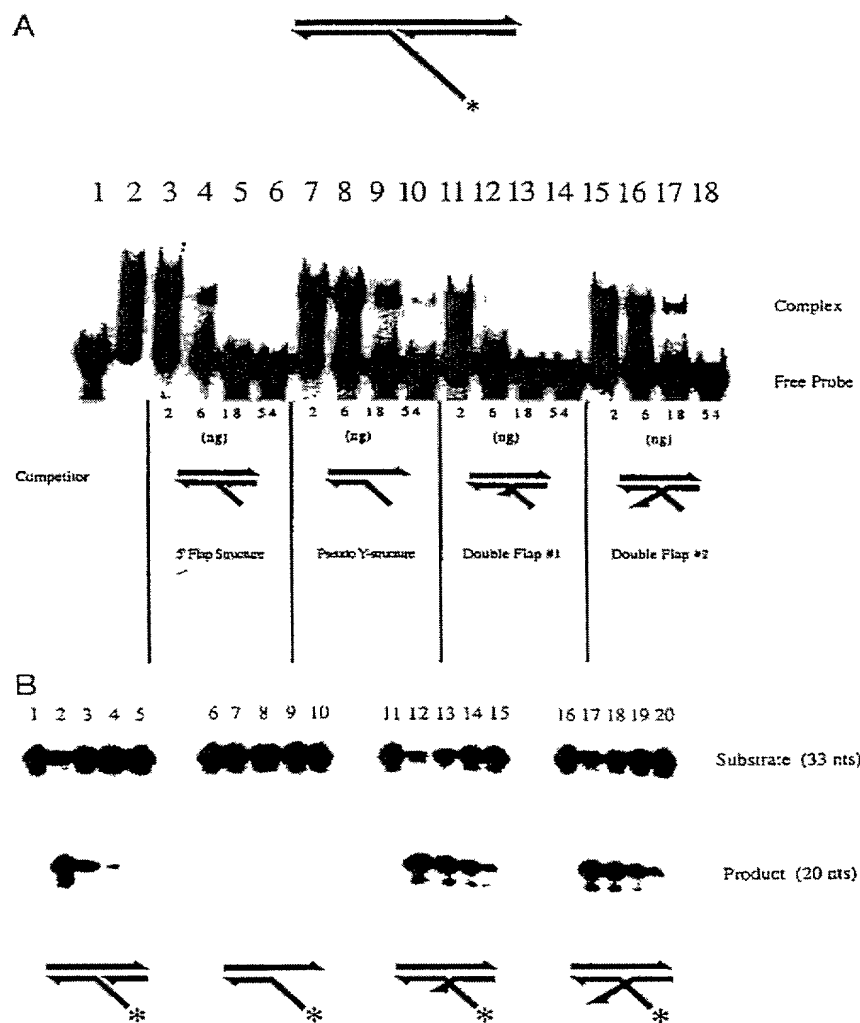 A
*
1 2 3 4 5 6 7 8 9 10 11 12 13 14 15 16 17 18
Complex
Free Probe
2 6 18 54 2 6 18 54 2 6 18 54 2 6 18 54
(ng) (ng) (ng) (ng)
Competitor
5' Flap Structure Pseudo Y-structure Double Flap #1 Double Flap #2
B
1 2 3 4 5 6 7 8 9 10 11 12 13 14 15 16 17 18 19 20
Substrate (33 nts)
Product (20 nts)
* * * *